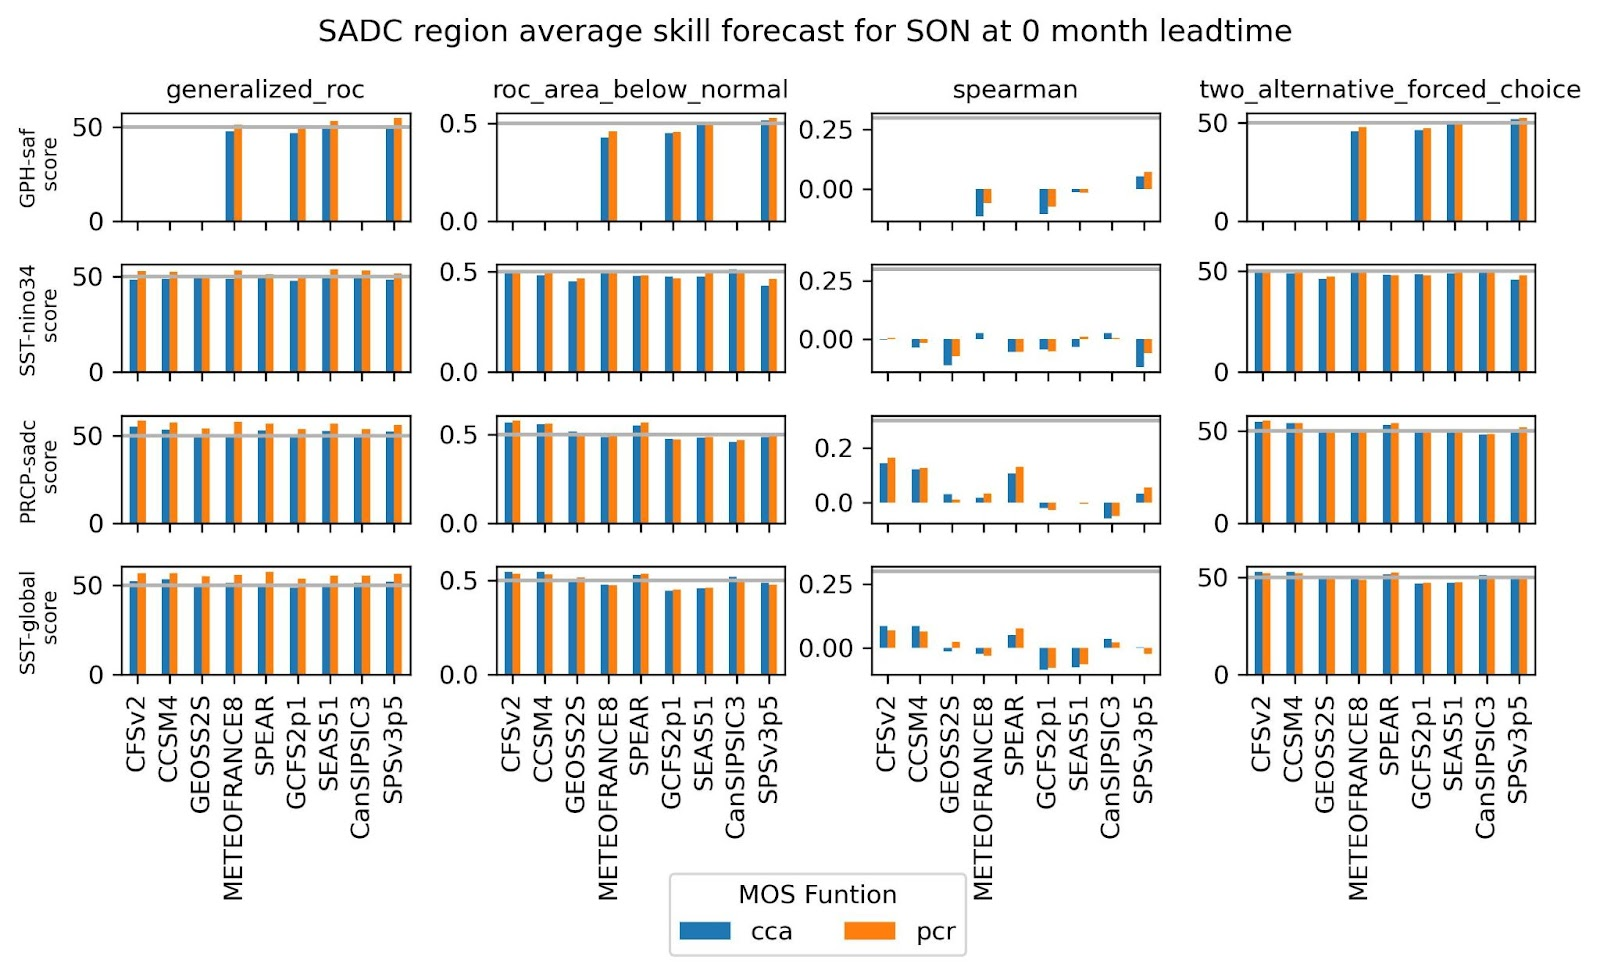 SADC region average skill forecast for SON at 0 month leadtime
generalized_roc
roc_area_below_normal
spearman
two_alternative_forced_choice
GPH-saf
score
50
0
0.5
0.0
0.25
0.00
50
0
SST-nino34
score
50
0
0.5
0.0
0.25
0.00
50
0
PRCP-sadc
score
50
0
0.5
0.0
0.2
0.0
50
0
SST-global
score
50
0
0.5
0.0
0.25
0.00
50
0
CFSv2
CCSM4
GEOSS2S
METEOFRANCE8
SPEAR
GCFS2p1
SEAS51
CanSIPSIC3
SPSv3p5
CFSv2
CCSM4
GEOSS2S
METEOFRANCE8
SPEAR
GCFS2p1
SEAS51
CanSIPSIC3
SPSv3p5
CFSv2
CCSM4
GEOSS2S
METEOFRANCE8
SPEAR
GCFS2p1
SEAS51
CanSIPSIC3
SPSv3p5
CFSv2
CCSM4
GEOSS2S
METEOFRANCE8
SPEAR
GCFS2p1
SEAS51
CanSIPSIC3
SPSv3p5
MOS Funtion
cca
pcr